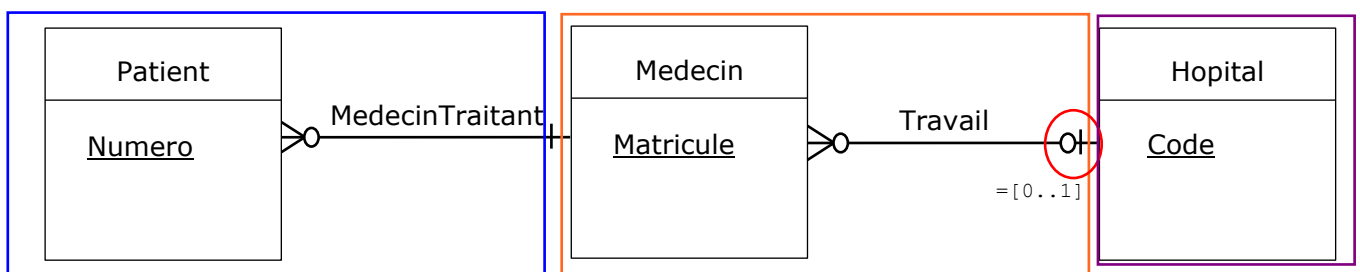 Patient
Numero
MedecinTraitant
Medecin
Matricule
Travail
=[0..1]
Hopital
Code